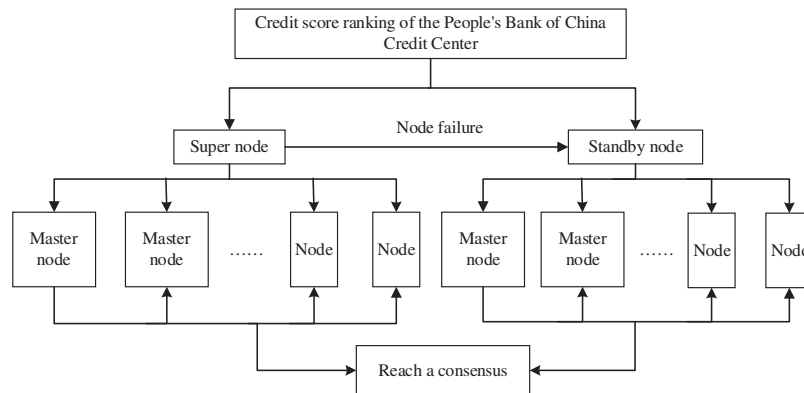 Credit score ranking of the People's Bank of China
Credit Center
Node failure
Super node
Standby node
Master
node
Master
node
......
Node
Node
Master
node
Master
node
......
Node
Node
Reach a consensus